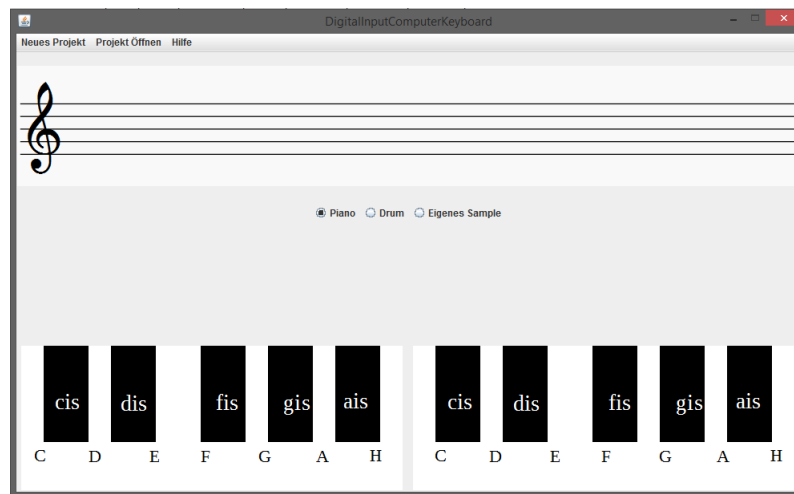 DigitalInputComputerKeyboard
Neues Projekt Projekt Öffnen Hilfe
Piano Drum Eigenes Sample
cis dis fis gis ais cis dis fis gis ais
C D E F G A H C D E F G A H